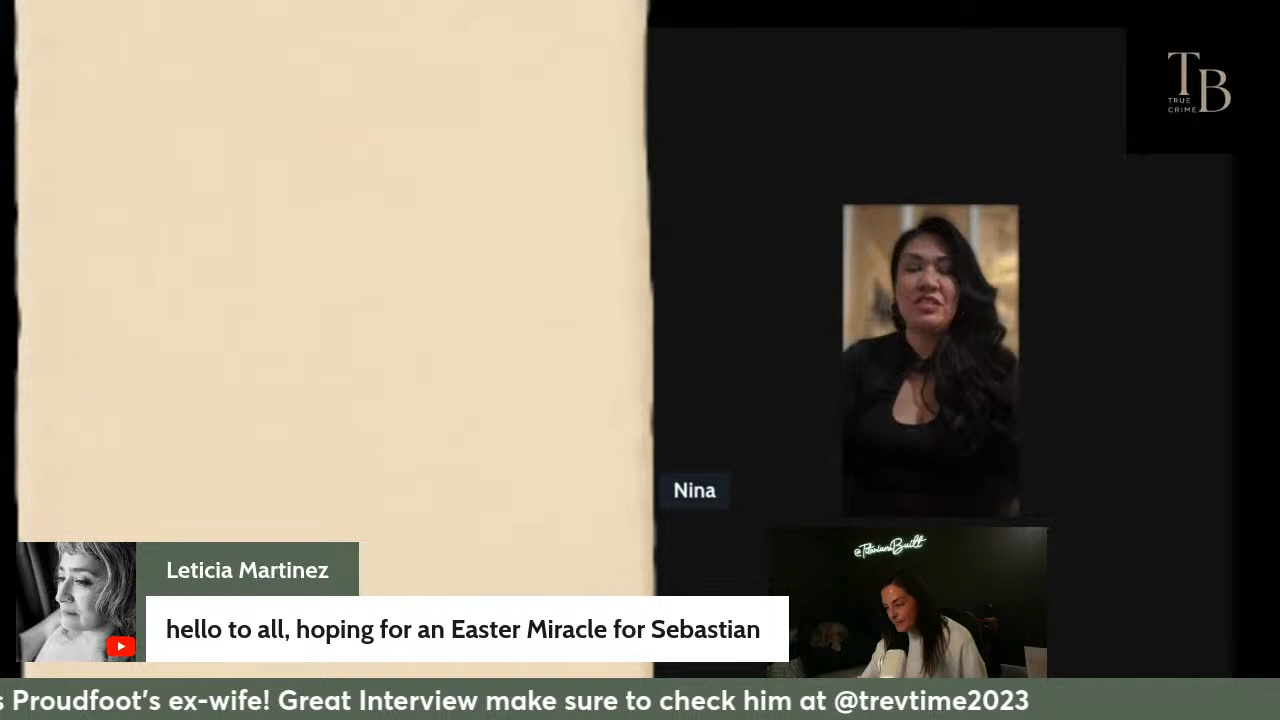 TB
TRUE
CRIME
Nina
@TitaniumBuilt
Leticia Martinez
hello to all, hoping for an Easter Miracle for Sebastian
s Proudfoot's ex-wife! Great Interview make sure to check him at @trevtime2023